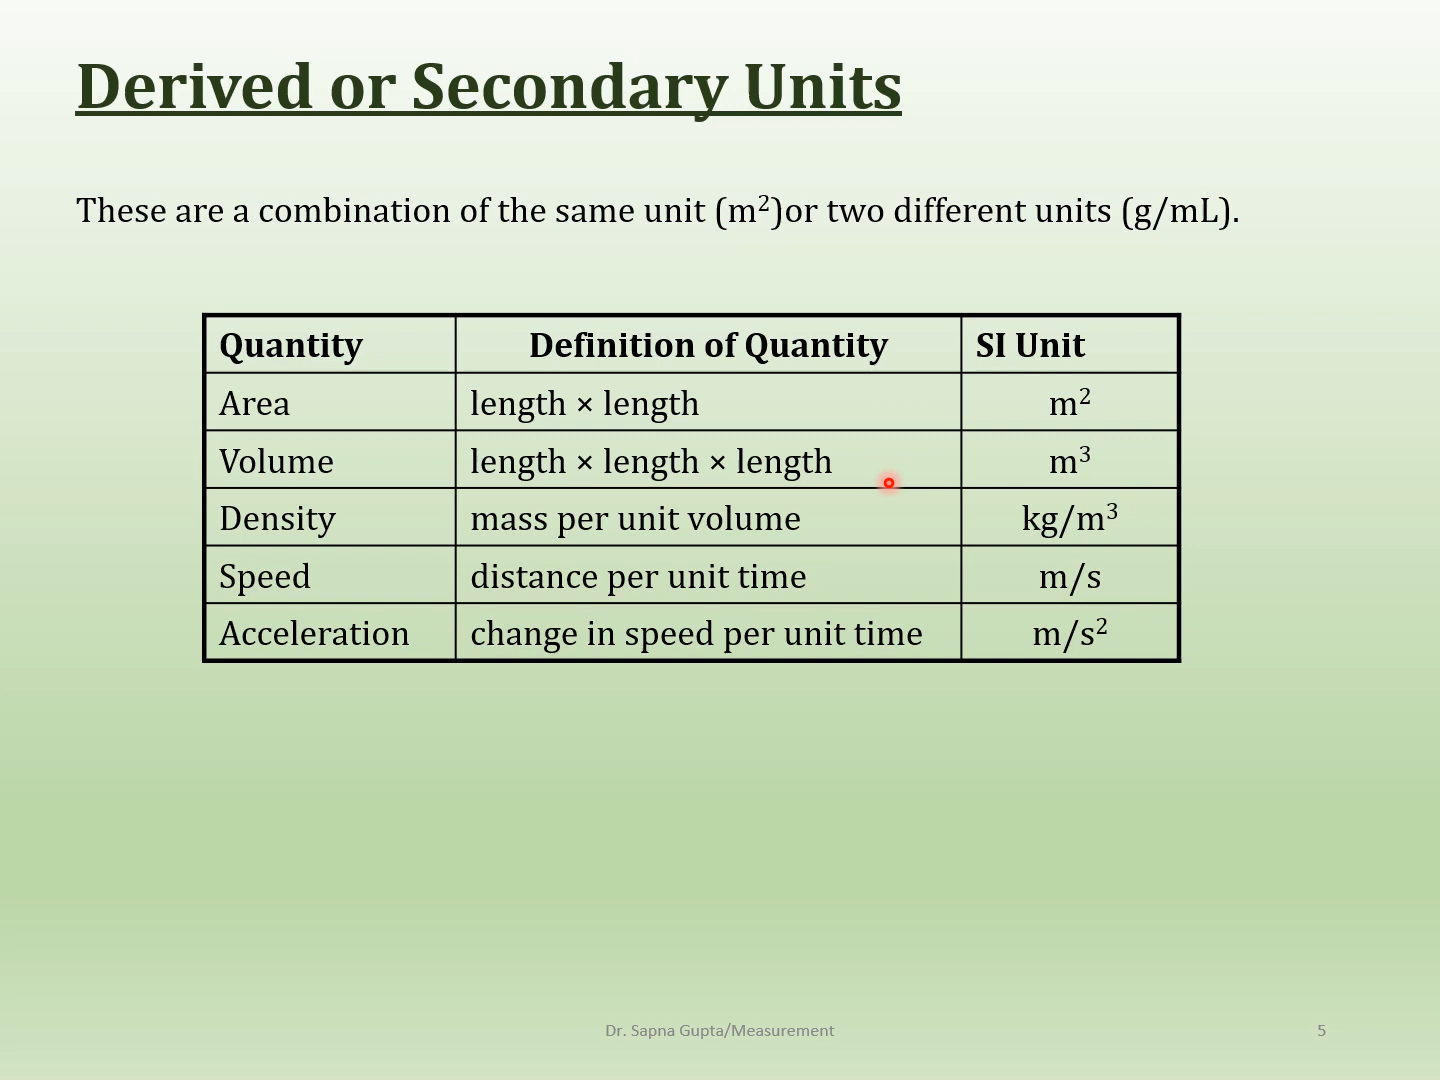 Derived or Secondary Units
These are a combination of the same unit (m²)or two different units (g/mL).
Quantity Definition of Quantity SI Unit
Area length × length m²
Volume length × length × length m³
Density mass per unit volume kg/m³
Speed distance per unit time m/s
Acceleration change in speed per unit time m/s²
Dr. Sapna Gupta/Measurement 5